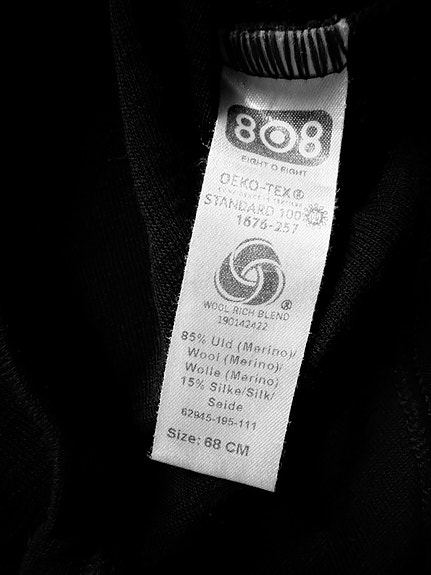 808
EIGHT O EIGHT
OEKO-TEX®
STANDARD 100
1676-257
WOOL RICH BLEND ®
190142422
85% Uld (Merino)/
Wool (Merino)/
Wolle (Merino)
15% Silke/Silk/
Seide
62945-195-111
Size: 68 CM